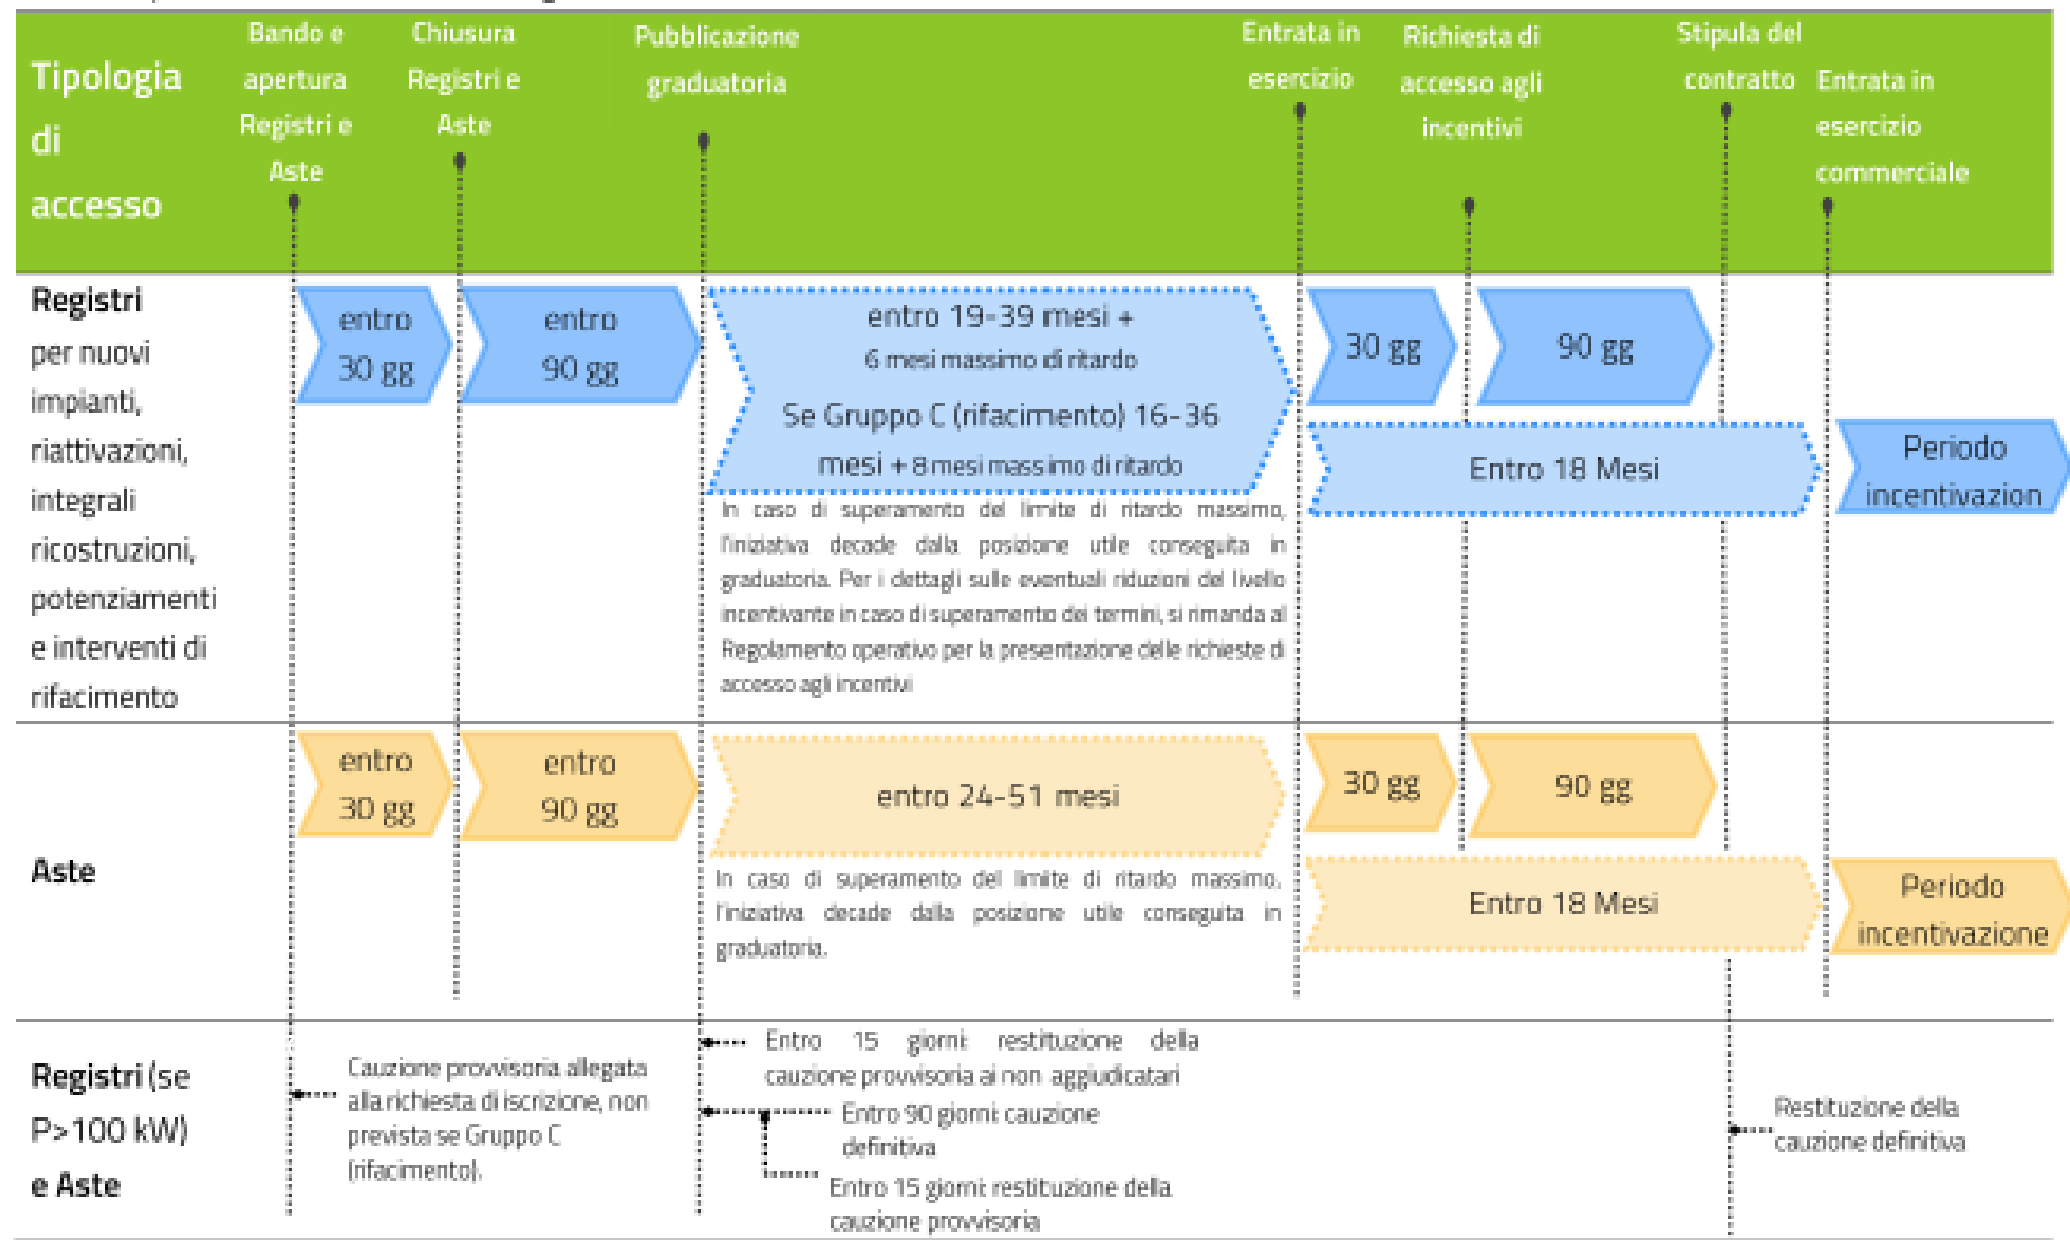 Tipologia
di
accesso
Bando e
apertura
Registri e
Aste
Chiusura
Registri e
Aste
Pubblicazione
graduatoria
Entrata in
esercizio
Richiesta di
accesso agli
incentivi
Stipula del
contratto
Entrata in
esercizio
commerciale
Registri
per nuovi
impianti,
riattivazioni,
integrali
ricostruzioni,
potenziamenti
e interventi di
rifacimento
entro
30 gg
entro
90 gg
entro 19-39 mesi +
6 mesi massimo di ritardo
Se Gruppo C (rifacimento) 16-36
mesi + 8 mesi massimo di ritardo
In caso di superamento del limite di ritardo massimo,
l'iniziativa decade dalla posizione utile conseguita in
graduatoria. Per i dettagli sulle eventuali riduzioni del livello
incentivante in caso di superamento dei termini, si rimanda al
Regolamento operativo per la presentazione delle richieste di
accesso agli incentivi
30 gg
90 gg
Entro 18 Mesi
Periodo
incentivazion
Aste
entro
30 gg
entro
90 gg
entro 24-51 mesi
In caso di superamento del limite di ritardo massimo,
l'iniziativa decade dalla posizione utile conseguita in
graduatoria.
30 gg
90 gg
Entro 18 Mesi
Periodo
incentivazione
Registri (se
P>100 kW)
e Aste
Cauzione provvisoria allegata
alla richiesta di iscrizione, non
prevista se Gruppo C
(rifacimento).
Entro 15 giorni: restituzione della
cauzione provvisoria ai non aggiudicatari
Entro 90 giorni: cauzione
definitiva
Entro 15 giorni: restituzione della
cauzione provvisoria
Restituzione della
cauzione definitiva